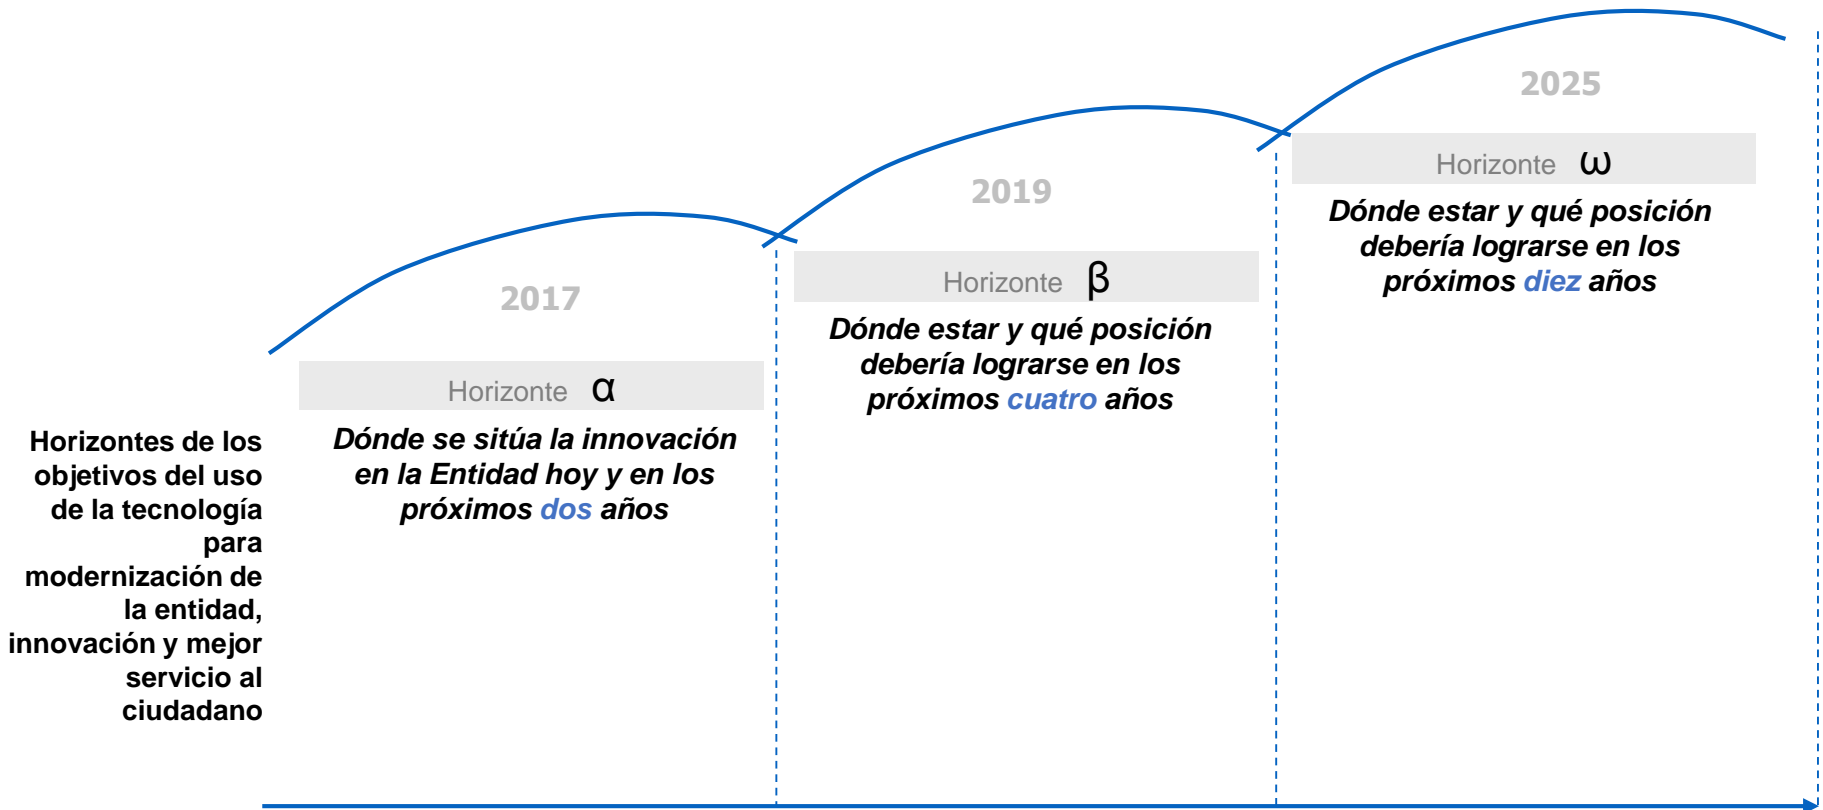 Horizontes de los
objetivos del uso
de la tecnología
para
modernización de
la entidad,
innovación y mejor
servicio al
ciudadano
2017
Horizonte α
Dónde se sitúa la innovación
en la Entidad hoy y en los
próximos dos años
2019
Horizonte β
Dónde estar y qué posición
debería lograrse en los
próximos cuatro años
2025
Horizonte ω
Dónde estar y qué posición
debería lograrse en los
próximos diez años